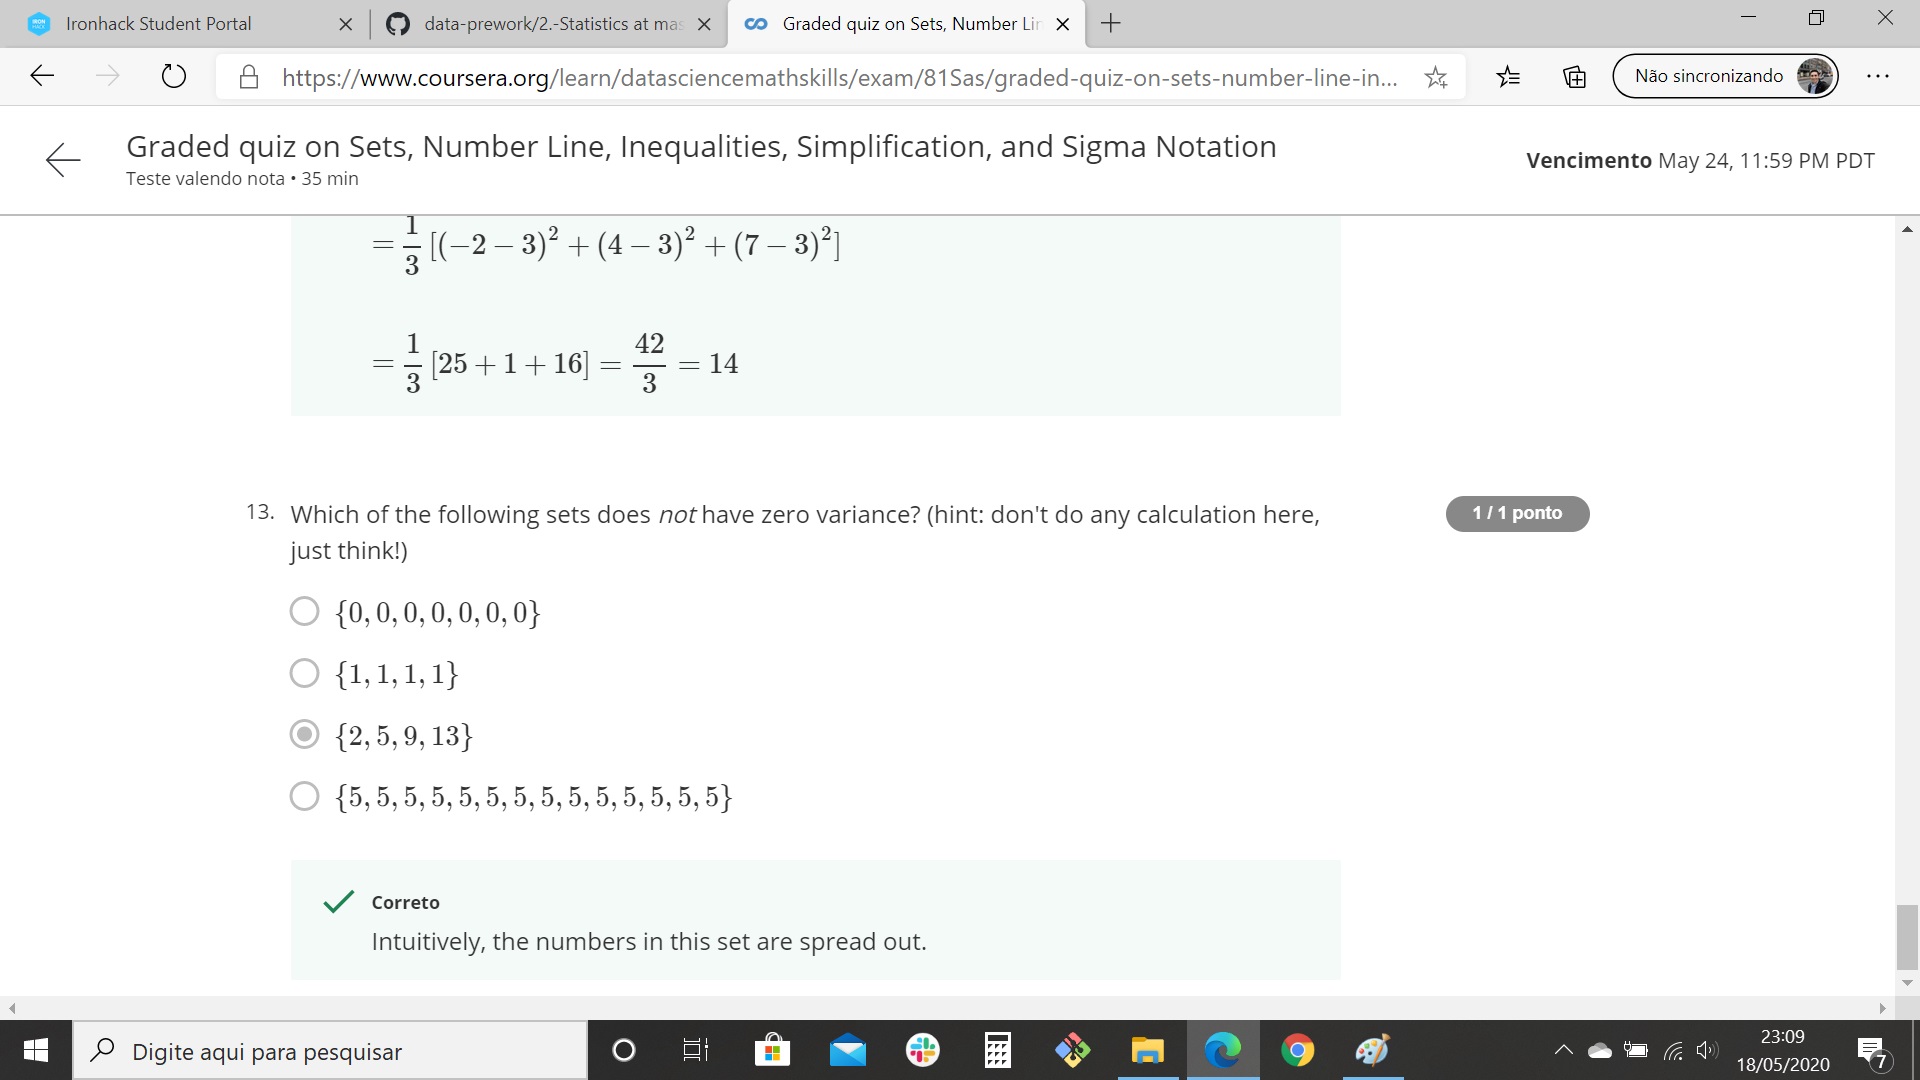 Ironhack Student Portal
data-prework/2.-Statistics at mas
Graded quiz on Sets, Number Lin
https://www.coursera.org/learn/datasciencemathskills/exam/81Sas/graded-quiz-on-sets-number-line-in...
Não sincronizando
Graded quiz on Sets, Number Line, Inequalities, Simplification, and Sigma Notation
Teste valendo nota • 35 min
Vencimento May 24, 11:59 PM PDT
= 1/3 [(−2 − 3)² + (4 − 3)² + (7 − 3)²]
= 1/3 [25 + 1 + 16] = 42/3 = 14
13. Which of the following sets does not have zero variance? (hint: don't do any calculation here,
just think!)
1 / 1 ponto
{0, 0, 0, 0, 0, 0, 0}
{1, 1, 1, 1}
{2, 5, 9, 13}
{5, 5, 5, 5, 5, 5, 5, 5, 5, 5, 5, 5, 5, 5}
Correto
Intuitively, the numbers in this set are spread out.
Digite aqui para pesquisar
23:09
18/05/2020
7